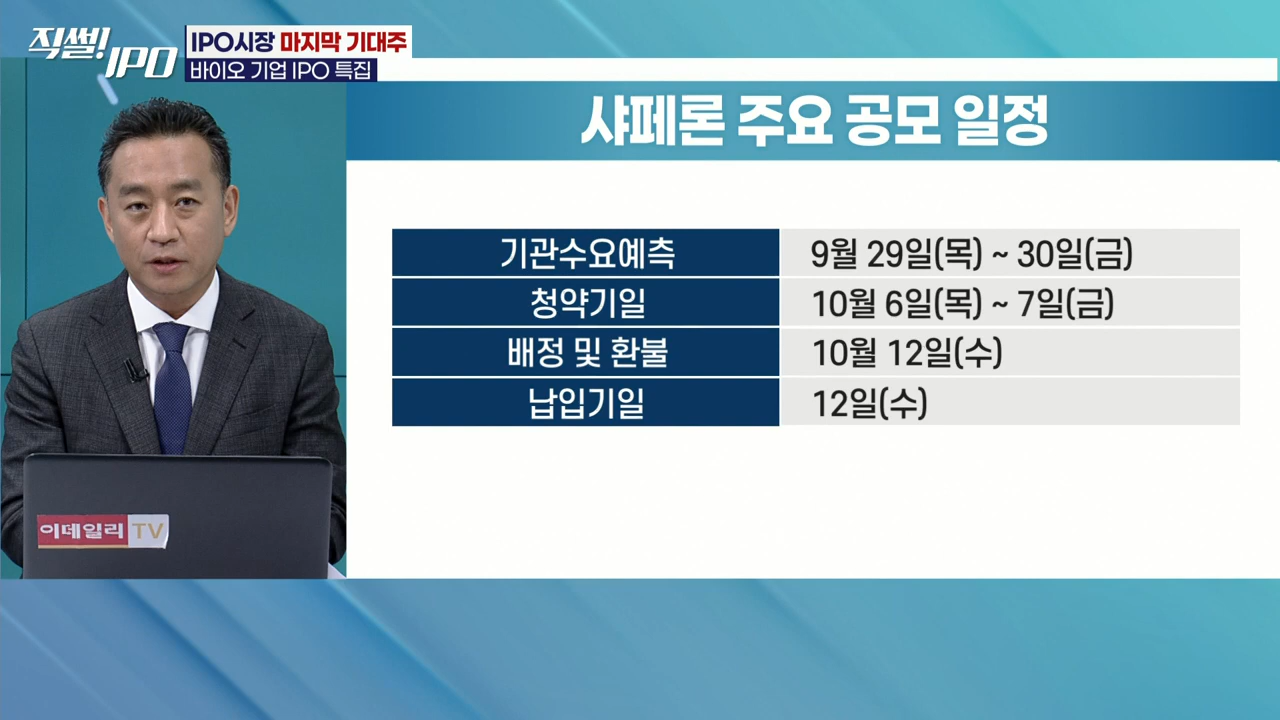 직썰! IPO
IPO시장 마지막 기대주
바이오 기업 IPO 특집
샤페론 주요 공모 일정
기관수요예측 9월 29일(목) ~ 30일(금)
청약기일 10월 6일(목) ~ 7일(금)
배정 및 환불 10월 12일(수)
납입기일 12일(수)
이데일리 TV